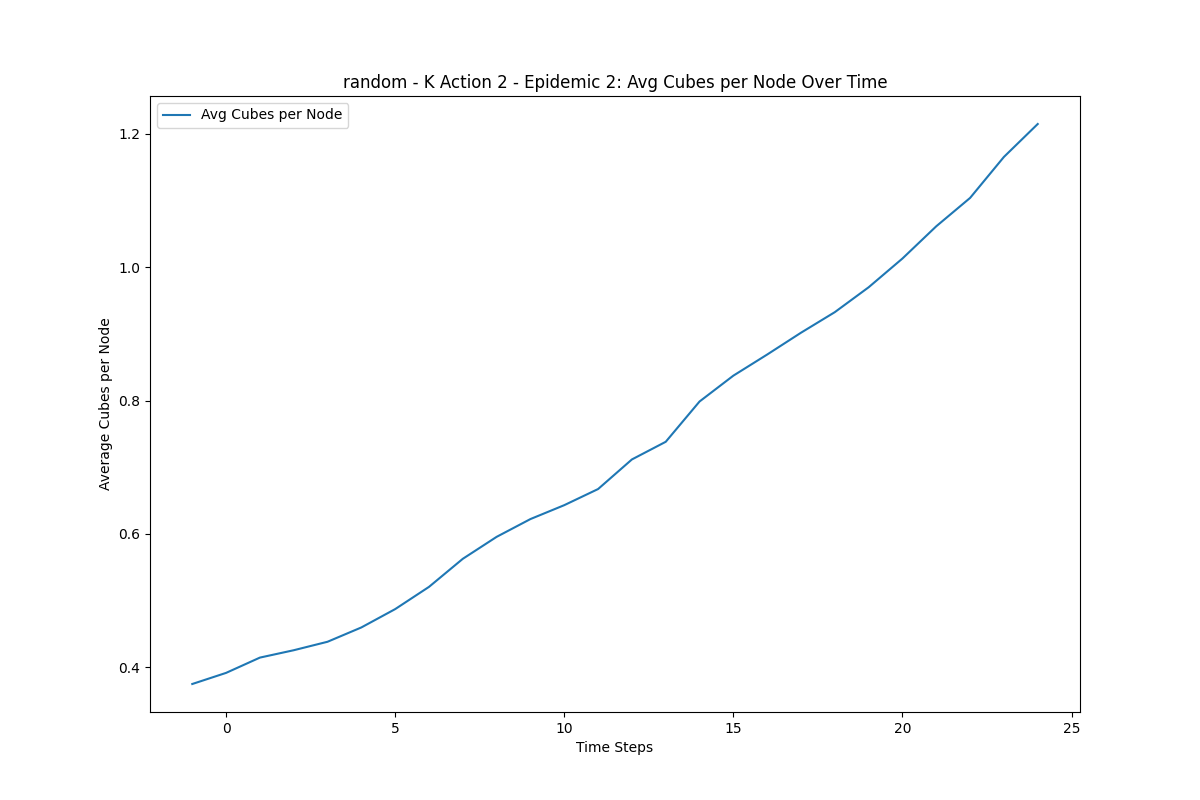 random - K Action 2 - Epidemic 2: Avg Cubes per Node Over Time
Avg Cubes per Node
1.2
1.0
0.8
0.6
0.4
Average Cubes per Node
0 5 10 15 20 25
Time Steps